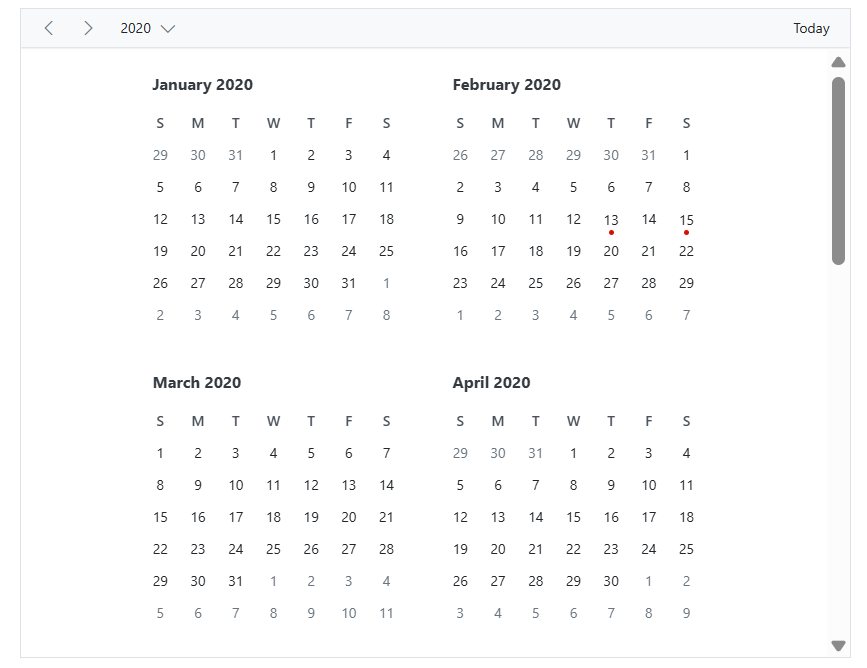 2020 Today
January 2020
S M T W T F S
29 30 31 1 2 3 4
5 6 7 8 9 10 11
12 13 14 15 16 17 18
19 20 21 22 23 24 25
26 27 28 29 30 31 1
2 3 4 5 6 7 8
February 2020
S M T W T F S
26 27 28 29 30 31 1
2 3 4 5 6 7 8
9 10 11 12 13 14 15
16 17 18 19 20 21 22
23 24 25 26 27 28 29
1 2 3 4 5 6 7
March 2020
S M T W T F S
1 2 3 4 5 6 7
8 9 10 11 12 13 14
15 16 17 18 19 20 21
22 23 24 25 26 27 28
29 30 31 1 2 3 4
5 6 7 8 9 10 11
April 2020
S M T W T F S
29 30 31 1 2 3 4
5 6 7 8 9 10 11
12 13 14 15 16 17 18
19 20 21 22 23 24 25
26 27 28 29 30 1 2
3 4 5 6 7 8 9